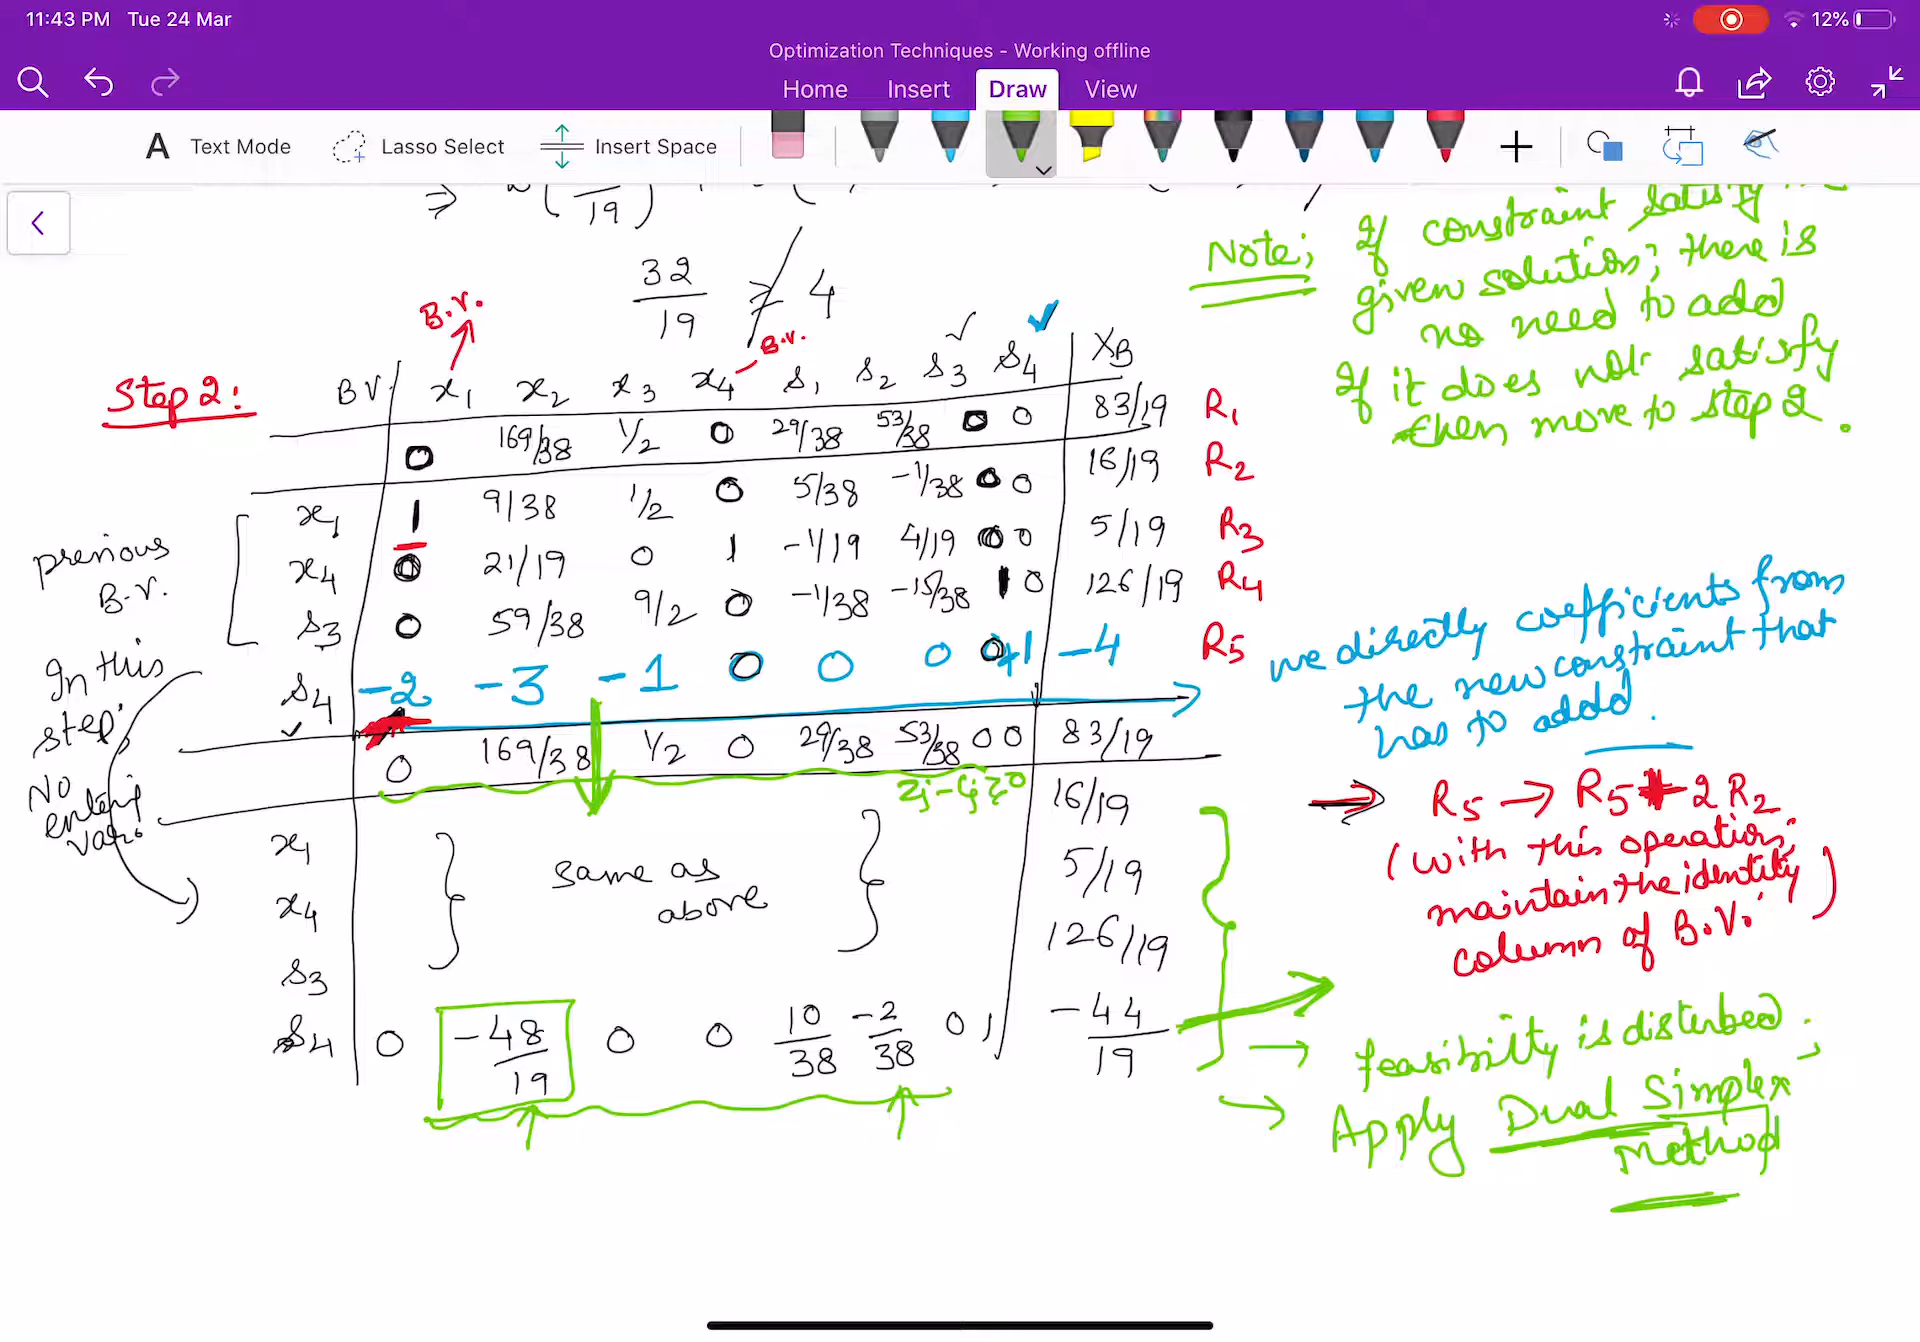 11:43 PM Tue 24 Mar
12%
Optimization Techniques - Working offline
Home Insert Draw View
A Text Mode Lasso Select Insert Space
19
32/19 ≱ 4
Note; If constraint satisfy
given solution; there is
no need to add
If it does not satisfy
then move to step 2.
B.V.
B.V.
Step 2:
BV x1 x2 x3 x4 s1 s2 s3 s4 XB
0 169/38 1/2 0 29/38 53/38 0 0 83/19 R1
x1 1 9/38 1/2 0 5/38 -1/38 0 0 16/19 R2
x4 0 21/19 0 1 -1/19 4/19 0 0 5/19 R3
s3 0 59/38 9/2 0 -1/38 -15/38 1 0 126/19 R4
s4 -2 -3 -1 0 0 0 0 +1 -4 R5
previous
B.V.
In this
step;
No
entering
var.
we directly coefficients from
the new constraint that
has to add.
0 169/38 1/2 0 29/38 53/38 0 0 83/19
zj-cj≥0
x1 16/19
x4 5/19
s3 126/19
same as
above
s4 0 -48/19 0 0 10/38 -2/38 0 1 -44/19
→ R5 → R5 - 2R2
(with this operation;
maintain the identity
column of B.V.)
→ feasibilty is disterbed.
→ Apply Dual Simplex
Method